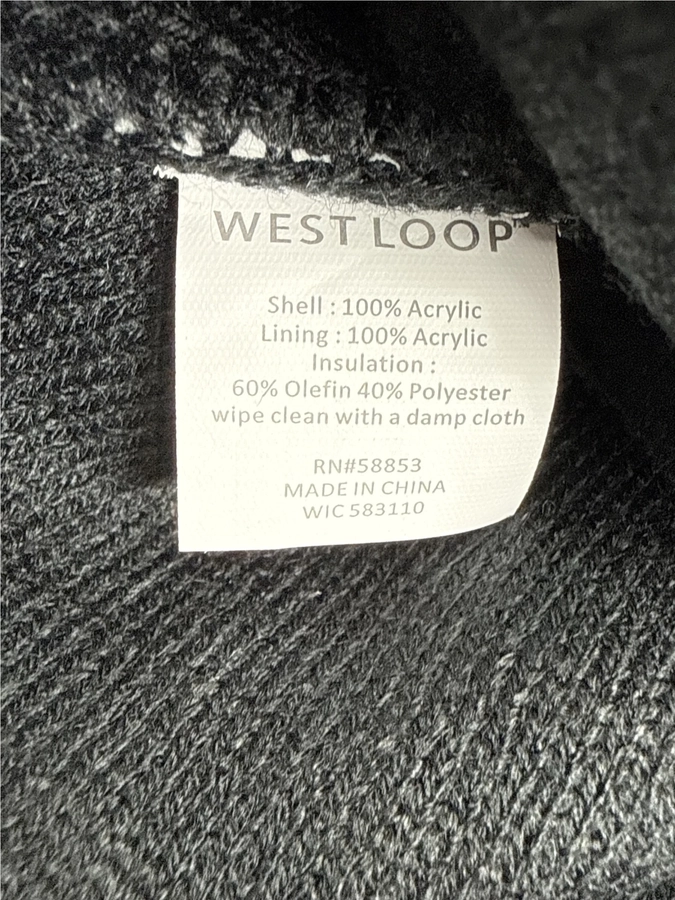 WEST LOOP™
Shell : 100% Acrylic
Lining : 100% Acrylic
Insulation :
60% Olefin 40% Polyester
wipe clean with a damp cloth
RN#58853
MADE IN CHINA
WIC 583110